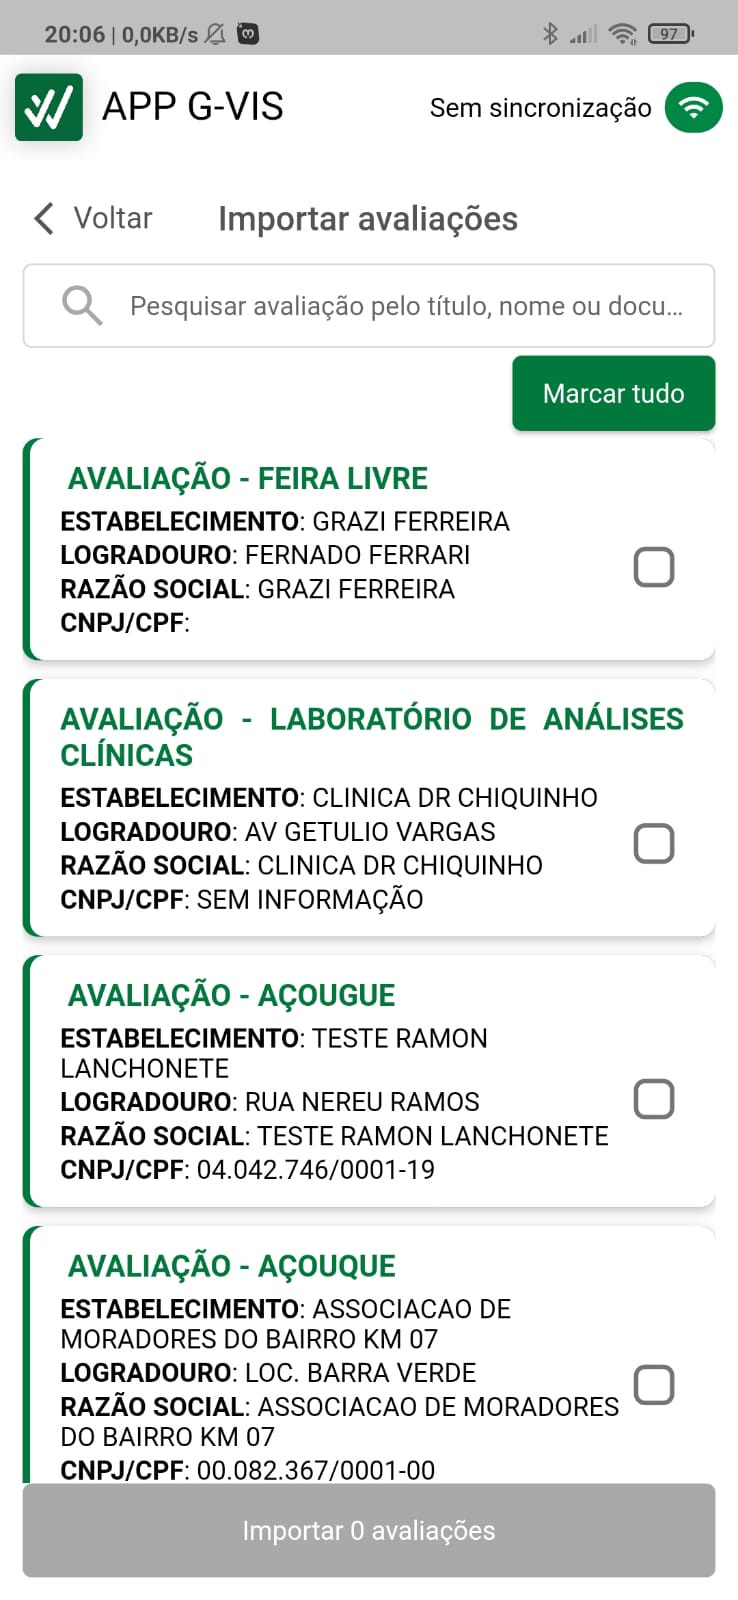 20:06 | 0,0KB/s
97
APP G-VIS
Sem sincronização
Voltar
Importar avaliações
Pesquisar avaliação pelo título, nome ou docu...
Marcar tudo
AVALIAÇÃO - FEIRA LIVRE
ESTABELECIMENTO: GRAZI FERREIRA
LOGRADOURO: FERNADO FERRARI
RAZÃO SOCIAL: GRAZI FERREIRA
CNPJ/CPF:
AVALIAÇÃO - LABORATÓRIO DE ANÁLISES
CLÍNICAS
ESTABELECIMENTO: CLINICA DR CHIQUINHO
LOGRADOURO: AV GETULIO VARGAS
RAZÃO SOCIAL: CLINICA DR CHIQUINHO
CNPJ/CPF: SEM INFORMAÇÃO
AVALIAÇÃO - AÇOUGUE
ESTABELECIMENTO: TESTE RAMON
LANCHONETE
LOGRADOURO: RUA NEREU RAMOS
RAZÃO SOCIAL: TESTE RAMON LANCHONETE
CNPJ/CPF: 04.042.746/0001-19
AVALIAÇÃO - AÇOUQUE
ESTABELECIMENTO: ASSOCIACAO DE
MORADORES DO BAIRRO KM 07
LOGRADOURO: LOC. BARRA VERDE
RAZÃO SOCIAL: ASSOCIACAO DE MORADORES
DO BAIRRO KM 07
CNPJ/CPF: 00.082.367/0001-00
Importar 0 avaliações